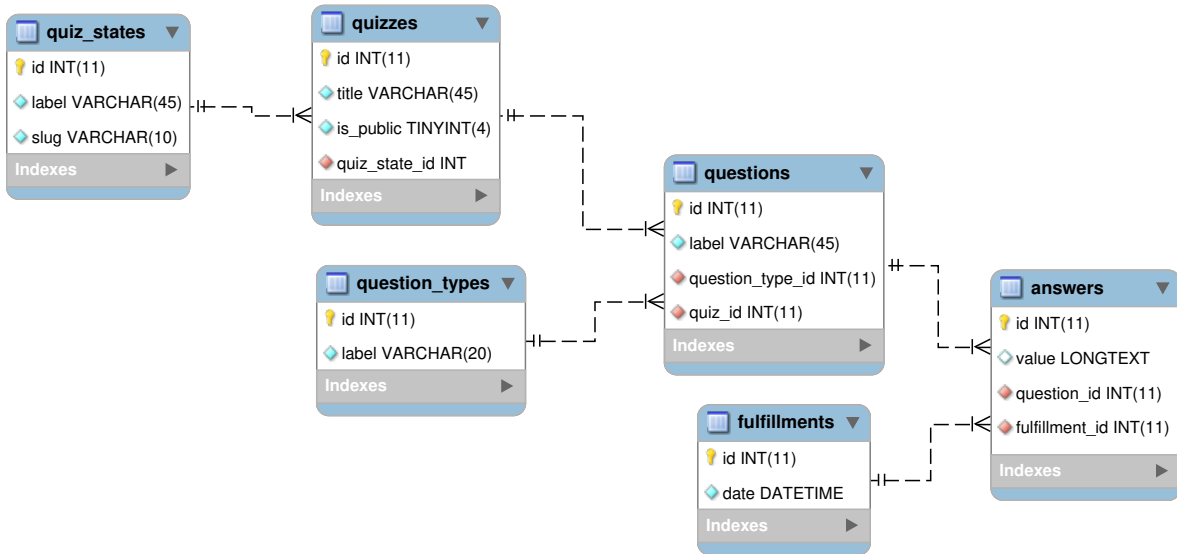 quiz_states
id INT(11)
label VARCHAR(45)
slug VARCHAR(10)
Indexes
quizzes
id INT(11)
title VARCHAR(45)
is_public TINYINT(4)
quiz_state_id INT
Indexes
question_types
id INT(11)
label VARCHAR(20)
Indexes
questions
id INT(11)
label VARCHAR(45)
question_type_id INT(11)
quiz_id INT(11)
Indexes
fulfillments
id INT(11)
date DATETIME
Indexes
answers
id INT(11)
value LONGTEXT
question_id INT(11)
fulfillment_id INT(11)
Indexes